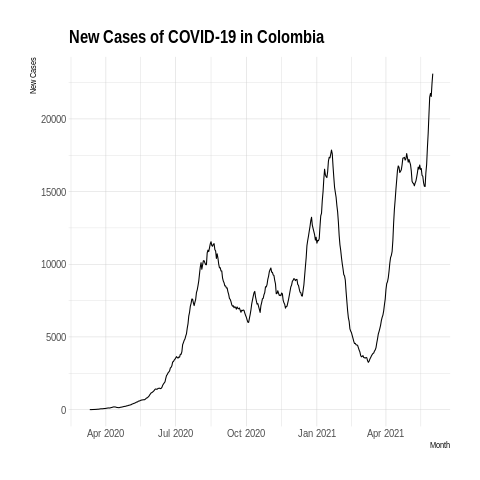 New Cases of COVID-19 in Colombia
New Cases
20000
15000
10000
5000
0
Apr 2020 Jul 2020 Oct 2020 Jan 2021 Apr 2021
Month